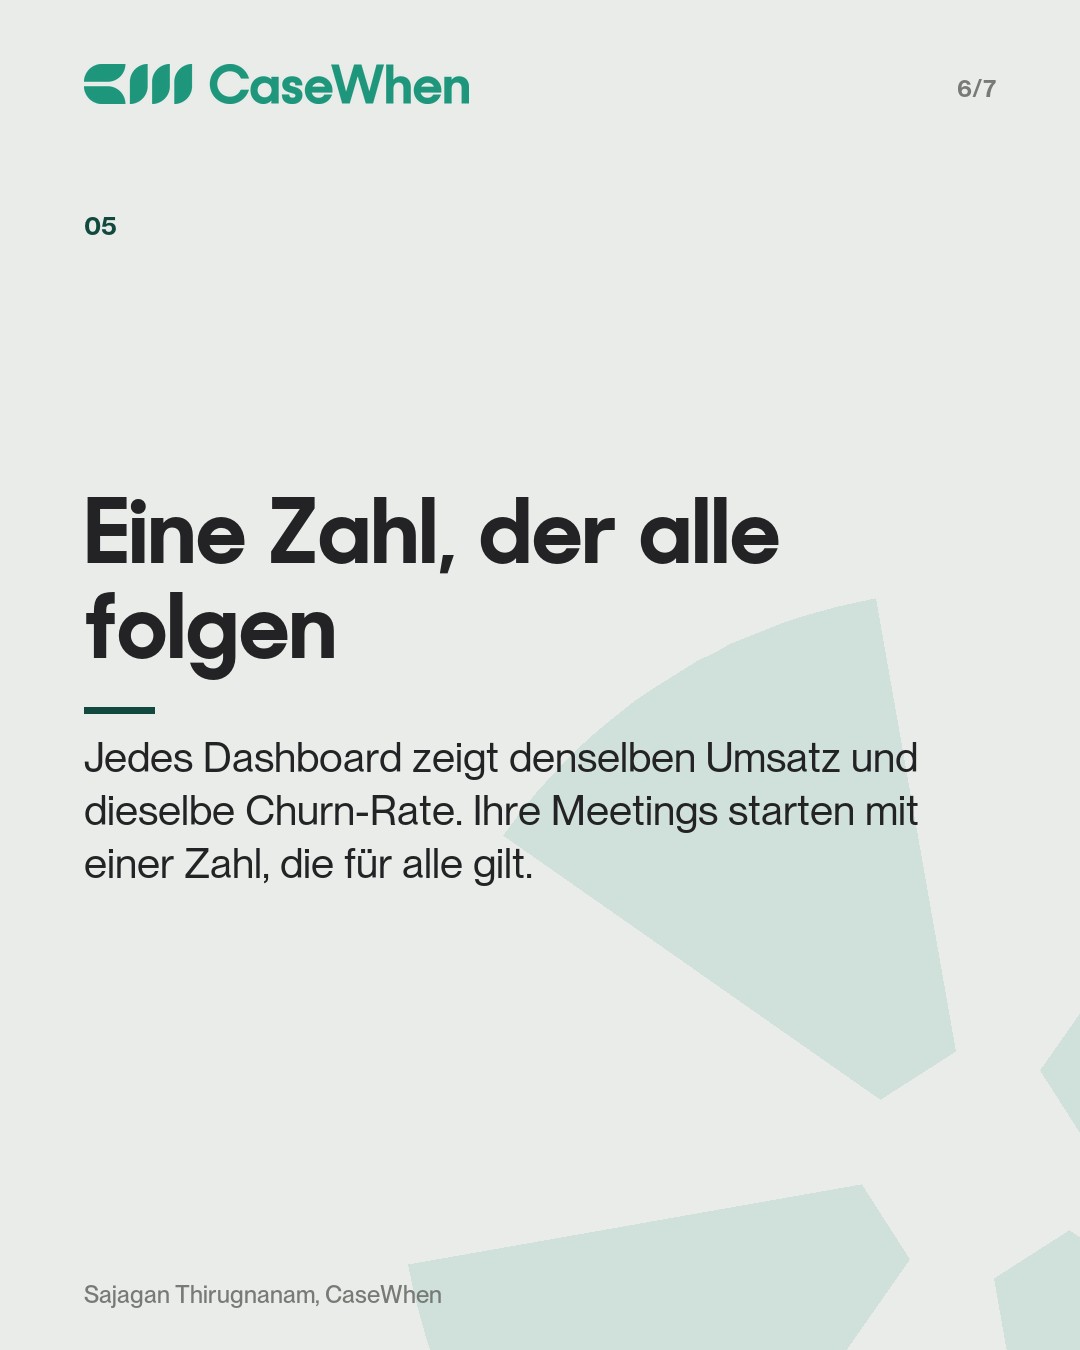 CaseWhen
6/7
05
Eine Zahl, der alle
folgen
Jedes Dashboard zeigt denselben Umsatz und
dieselbe Churn-Rate. Ihre Meetings starten mit
einer Zahl, die für alle gilt.
Sajagan Thirugnanam, CaseWhen